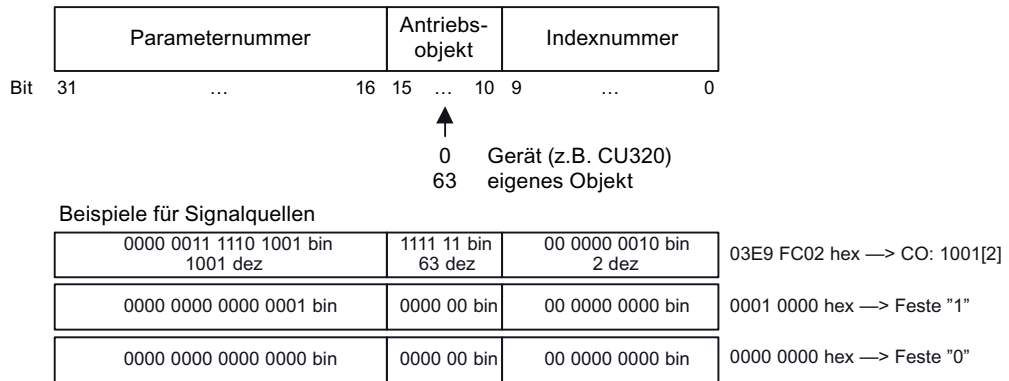 Parameternummer Antriebs-objekt Indexnummer
Bit 31 … 16 15 … 10 9 … 0
0 Gerät (z.B. CU320)
63 eigenes Objekt
Beispiele für Signalquellen
0000 0011 1110 1001 bin 1111 11 bin 00 0000 0010 bin
1001 dez 63 dez 2 dez 03E9 FC02 hex —> CO: 1001[2]
0000 0000 0000 0001 bin 0000 00 bin 00 0000 0000 bin 0001 0000 hex —> Feste ”1”
0000 0000 0000 0000 bin 0000 00 bin 00 0000 0000 bin 0000 0000 hex —> Feste ”0”